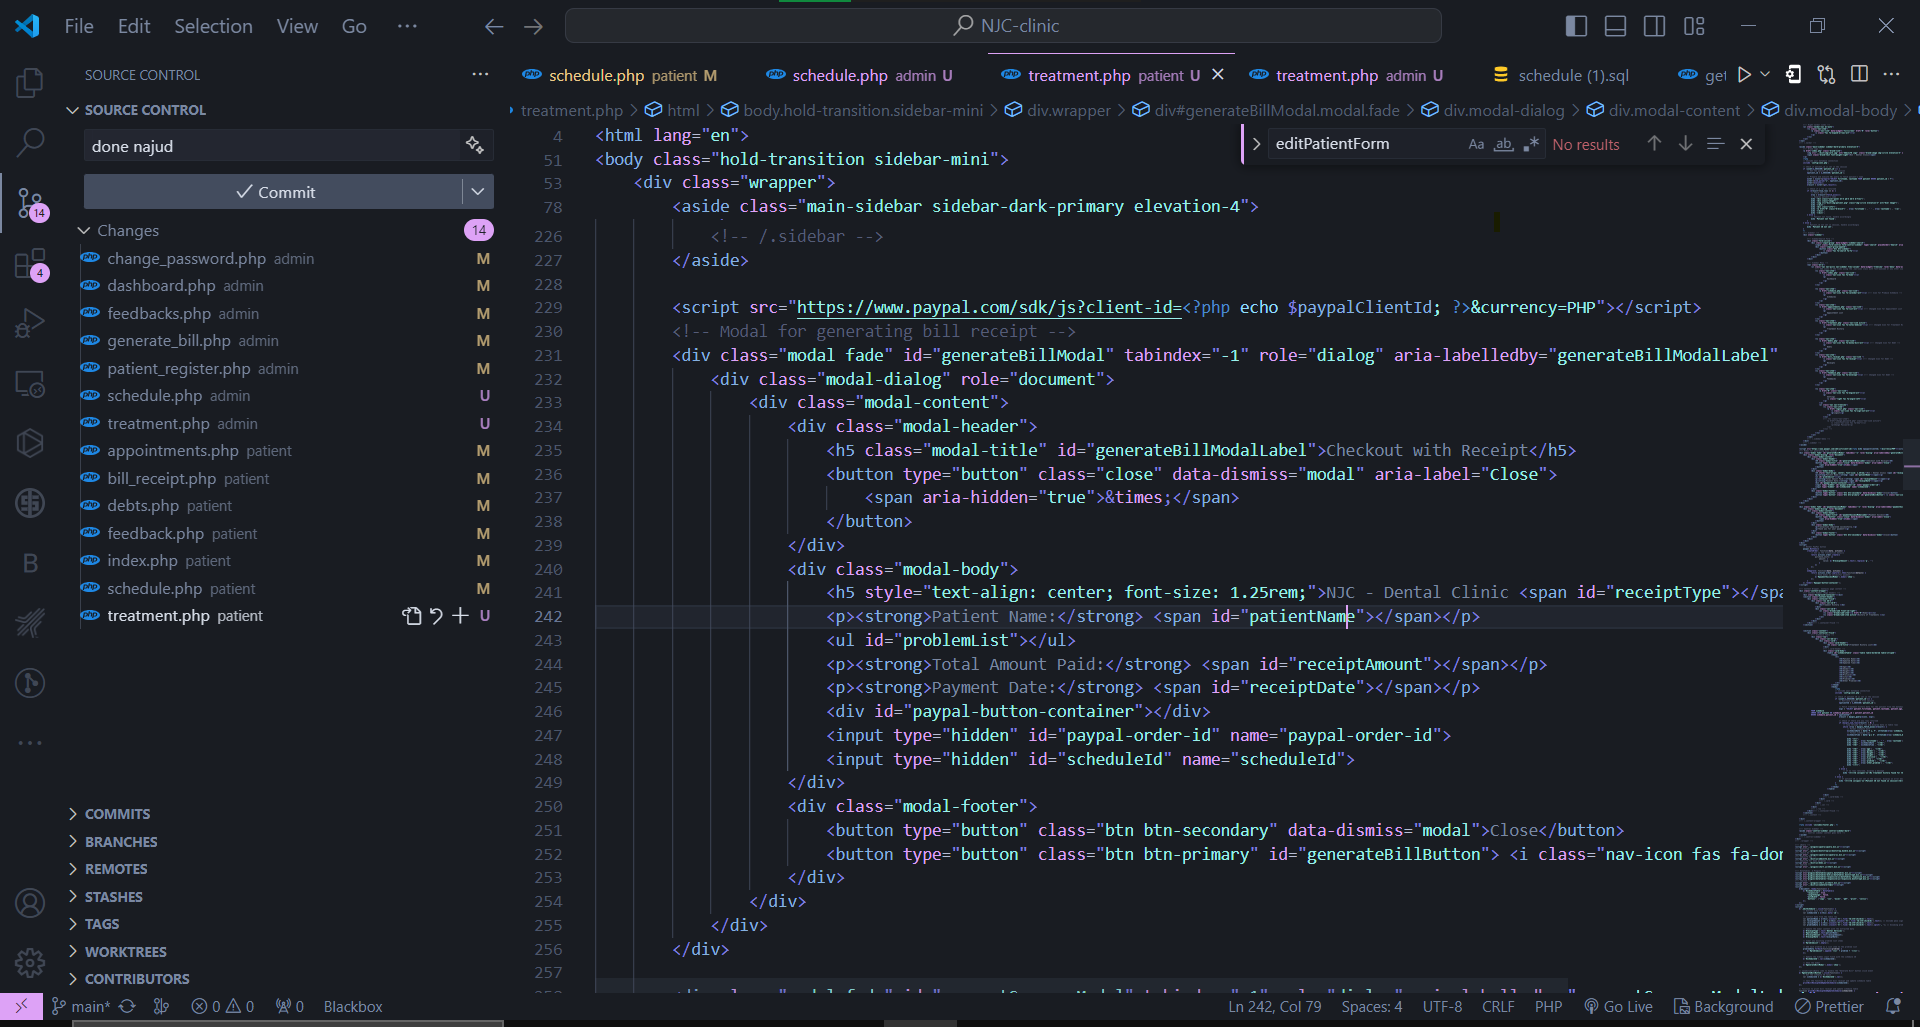 File Edit Selection View Go ··· NJC-clinic
SOURCE CONTROL ···
SOURCE CONTROL
done najud
Commit
14
4
Changes 14
change_password.php admin M
dashboard.php admin M
feedbacks.php admin M
generate_bill.php admin M
patient_register.php admin M
schedule.php admin U
treatment.php admin U
appointments.php patient M
bill_receipt.php patient M
debts.php patient M
feedback.php patient M
index.php patient M
schedule.php patient M
treatment.php patient U
COMMITS
BRANCHES
REMOTES
STASHES
TAGS
WORKTREES
CONTRIBUTORS
schedule.php patient M schedule.php admin U treatment.php patient U treatment.php admin U schedule (1).sql get
treatment.php > html > body.hold-transition.sidebar-mini > div.wrapper > div#generateBillModal.modal.fade > div.modal-dialog > div.modal-content > div.modal-body >
editPatientForm Aa ab .* No results
4 <html lang="en">
51 <body class="hold-transition sidebar-mini">
53 <div class="wrapper">
78 <aside class="main-sidebar sidebar-dark-primary elevation-4">
226 <!-- /.sidebar -->
227 </aside>
228
229 <script src="https://www.paypal.com/sdk/js?client-id=<?php echo $paypalClientId; ?>&currency=PHP"></script>
230 <!-- Modal for generating bill receipt -->
231 <div class="modal fade" id="generateBillModal" tabindex="-1" role="dialog" aria-labelledby="generateBillModalLabel"
232 <div class="modal-dialog" role="document">
233 <div class="modal-content">
234 <div class="modal-header">
235 <h5 class="modal-title" id="generateBillModalLabel">Checkout with Receipt</h5>
236 <button type="button" class="close" data-dismiss="modal" aria-label="Close">
237 <span aria-hidden="true">&times;</span>
238 </button>
239 </div>
240 <div class="modal-body">
241 <h5 style="text-align: center; font-size: 1.25rem;">NJC - Dental Clinic <span id="receiptType"></spa
242 <p><strong>Patient Name:</strong> <span id="patientName"></span></p>
243 <ul id="problemList"></ul>
244 <p><strong>Total Amount Paid:</strong> <span id="receiptAmount"></span></p>
245 <p><strong>Payment Date:</strong> <span id="receiptDate"></span></p>
246 <div id="paypal-button-container"></div>
247 <input type="hidden" id="paypal-order-id" name="paypal-order-id">
248 <input type="hidden" id="scheduleId" name="scheduleId">
249 </div>
250 <div class="modal-footer">
251 <button type="button" class="btn btn-secondary" data-dismiss="modal">Close</button>
252 <button type="button" class="btn btn-primary" id="generateBillButton"> <i class="nav-icon fas fa-don
253 </div>
254 </div>
255 </div>
256 </div>
257
main* 0 0 0 Blackbox Ln 242, Col 79 Spaces: 4 UTF-8 CRLF PHP Go Live Background Prettier